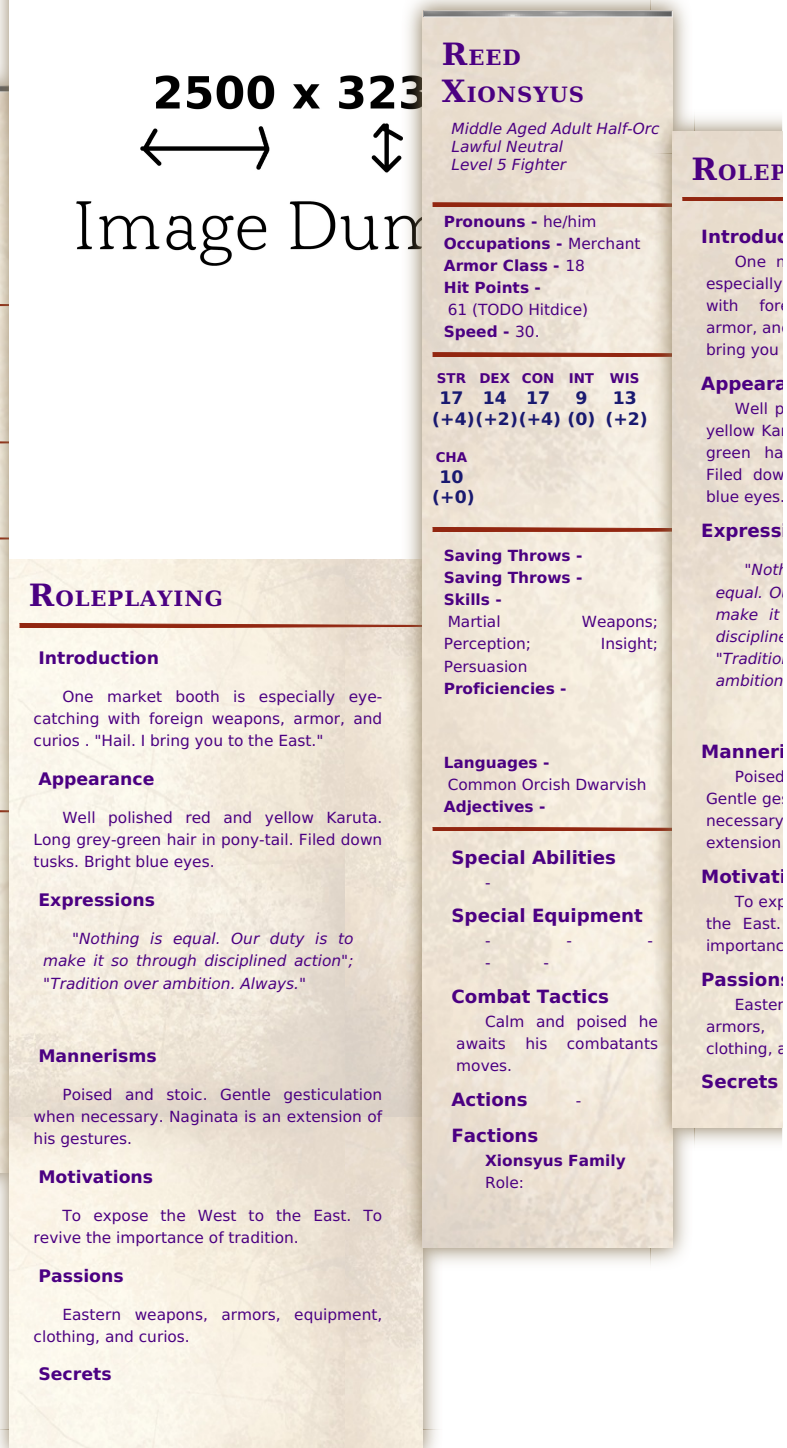 2500 x 323
Image Dum
ROLEPLAYING
Introduction
One market booth is especially eye-
catching with foreign weapons, armor, and
curios . "Hail. I bring you to the East."
Appearance
Well polished red and yellow Karuta.
Long grey-green hair in pony-tail. Filed down
tusks. Bright blue eyes.
Expressions
"Nothing is equal. Our duty is to
make it so through disciplined action";
"Tradition over ambition. Always."
Mannerisms
Poised and stoic. Gentle gesticulation
when necessary. Naginata is an extension of
his gestures.
Motivations
To expose the West to the East. To
revive the importance of tradition.
Passions
Eastern weapons, armors, equipment,
clothing, and curios.
Secrets
REED
XIONSYUS
Middle Aged Adult Half-Orc
Lawful Neutral
Level 5 Fighter
Pronouns - he/him
Occupations - Merchant
Armor Class - 18
Hit Points -
61 (TODO Hitdice)
Speed - 30.
STR DEX CON INT WIS
17 14 17 9 13
(+4)(+2)(+4) (0) (+2)
CHA
10
(+0)
Saving Throws -
Saving Throws -
Skills -
Martial Weapons;
Perception; Insight;
Persuasion
Proficiencies -
Languages -
Common Orcish Dwarvish
Adjectives -
Special Abilities
-
Special Equipment
- - -
- -
Combat Tactics
Calm and poised he
awaits his combatants
moves.
Actions -
Factions
Xionsyus Family
Role:
ROLEP
Introduc
One m
especially
with fore
armor, and
bring you
Appeara
Well p
yellow Kar
green ha
Filed dow
blue eyes.
Expressi
"Noth
equal. Ou
make it
discipline
"Tradition
ambition
Manneri
Poised
Gentle ges
necessary
extension
Motivati
To exp
the East.
importanc
Passions
Eastern
armors,
clothing, a
Secrets